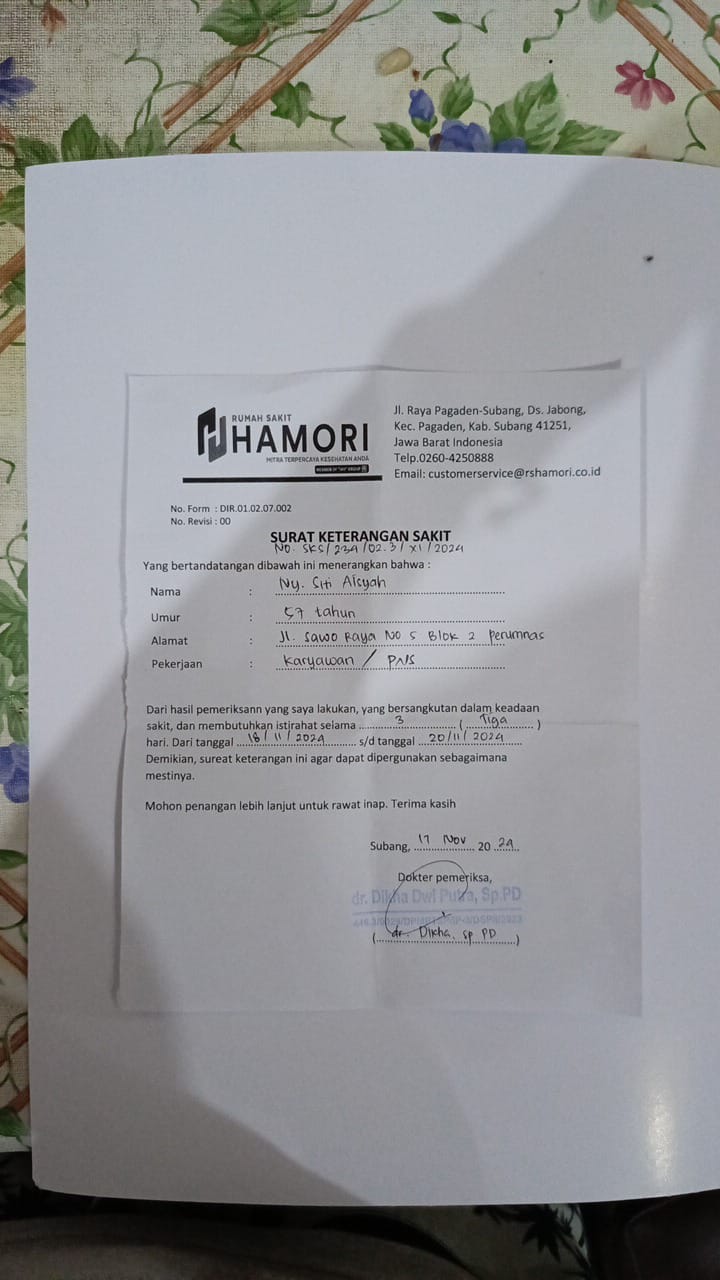 RUMAH SAKIT
HAMORI
MITRA TERPERCAYA KESEHATAN ANDA
Jl. Raya Pagaden-Subang, Ds. Jabong,
Kec. Pagaden, Kab. Subang 41251,
Jawa Barat Indonesia
Telp.0260-4250888
Email: customerservice@rshamori.co.id
No. Form : DIR.01.02.07.002
No. Revisi : 00
SURAT KETERANGAN SAKIT
NO. SKS/239/02.3/XI/2024
Yang bertandatangan dibawah ini menerangkan bahwa :
Nama : Ny. Siti Aisyah
Umur : 57 tahun
Alamat : Jl. Sawo Raya No 5 Blok 2 perumnas
Pekerjaan : Karyawan / PNS
Dari hasil pemeriksann yang saya lakukan, yang bersangkutan dalam keadaan
sakit, dan membutuhkan istirahat selama 3 ( Tiga )
hari. Dari tanggal 18/11/2024 s/d tanggal 20/11/2024
Demikian, sureat keterangan ini agar dapat dipergunakan sebagaimana
mestinya.
Mohon penangan lebih lanjut untuk rawat inap. Terima kasih
Subang, 17 Nov 20 24
Dokter pemeriksa,
dr. Dikha Dwi Putra, Sp.PD
(dr. Dikha. Sp PD)